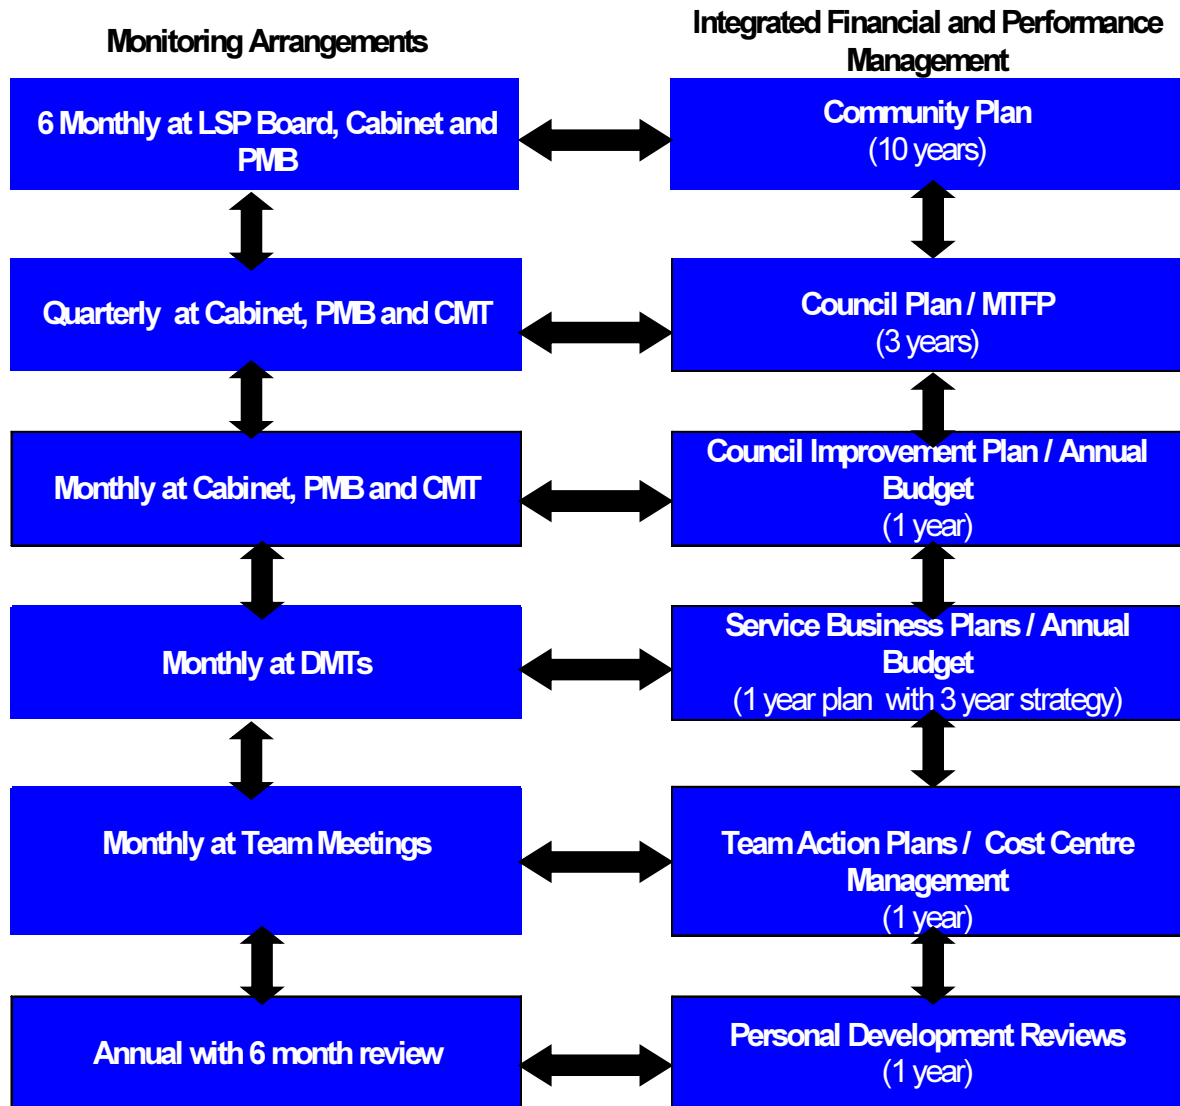 Monitoring Arrangements
Integrated Financial and Performance
Management
6 Monthly at LSP Board, Cabinet and
PMB
Community Plan
(10 years)
Quarterly at Cabinet, PMB and CMT
Council Plan / MTFP
(3 years)
Monthly at Cabinet, PMB and CMT
Council Improvement Plan / Annual
Budget
(1 year)
Monthly at DMTs
Service Business Plans / Annual
Budget
(1 year plan with 3 year strategy)
Monthly at Team Meetings
Team Action Plans / Cost Centre
Management
(1 year)
Annual with 6 month review
Personal Development Reviews
(1 year)